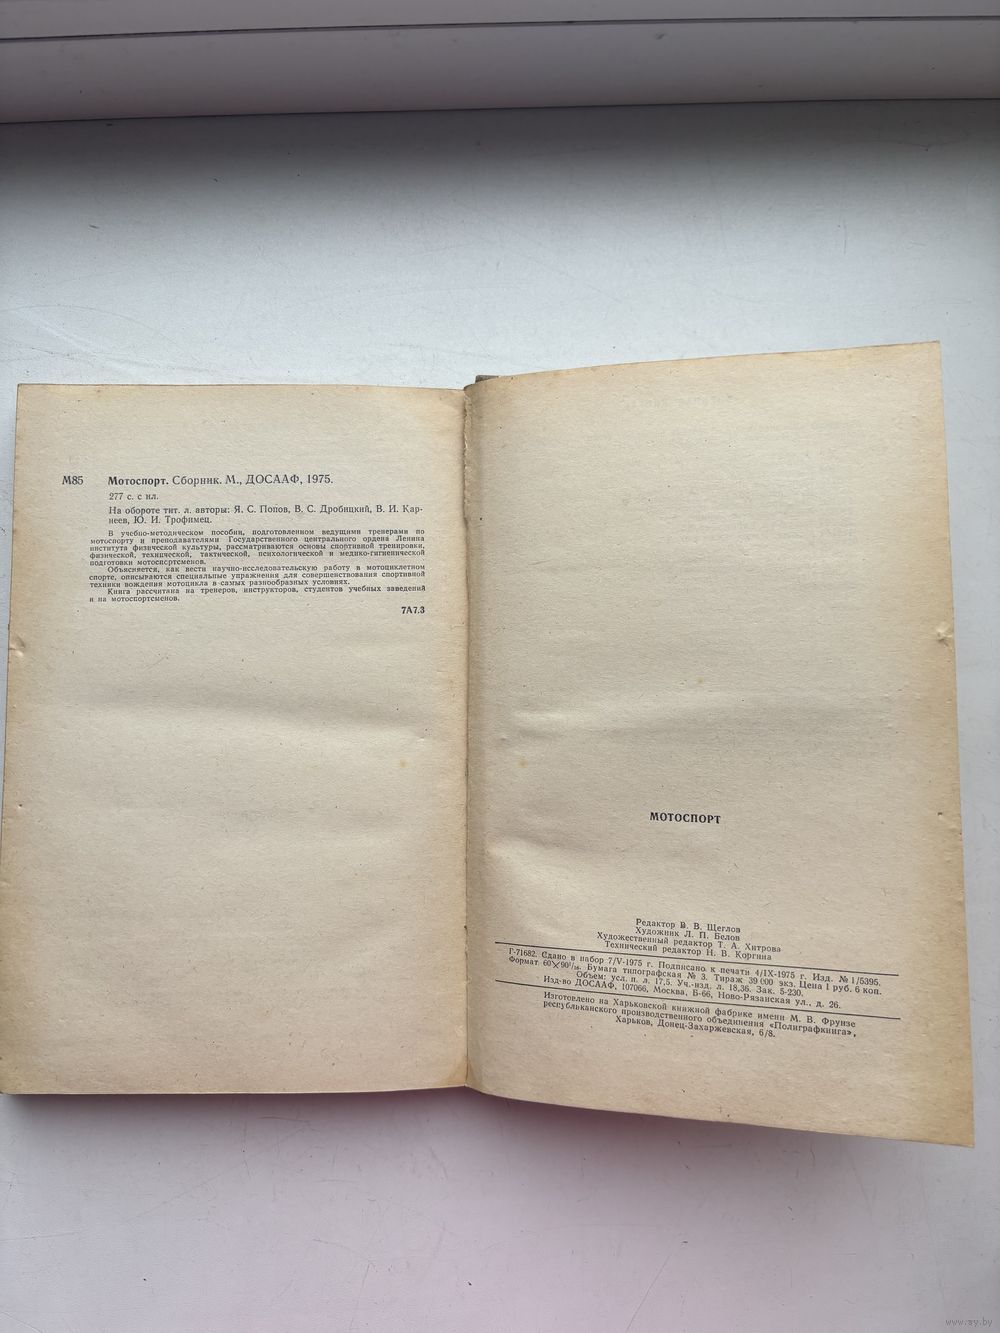 М85 Мотоспорт. Сборник. М., ДОСААФ, 1975.
277 с. с ил.
На обороте тит. л. авторы: Я. С. Попов, В. С. Дробицкий, В. И. Кар-
неев, Ю. И. Трофимец.
В учебно-методическом пособии, подготовленном ведущими тренерами по
мотоспорту и преподавателями Государственного центрального ордена Ленина
института физической культуры, рассматриваются основы спортивной тренировки,
физической, технической, тактической, психологической и медико-гигиенической
подготовки мотоспортсменов.
Объясняется, как вести научно-исследовательскую работу в мотоциклетном
спорте, описываются специальные упражнения для совершенствования спортивной
техники вождения мотоцикла в самых разнообразных условиях.
Книга рассчитана на тренеров, инструкторов, студентов учебных заведений
и на мотоспортсменов.
7А7.3
МОТОСПОРТ
Редактор В. В. Щеглов
Художник Л. П. Белов
Художественный редактор Т. А. Хитрова
Технический редактор Н. В. Коргина
Г-71682. Сдано в набор 7/V-1975 г. Подписано к печати 4/IX-1975 г. Изд. № 1/5395.
Формат 60×90¹/₁₆. Бумага типографская № 3. Тираж 39 000 экз. Цена 1 руб. 6 коп.
Объем: усл. п. л. 17,5. Уч.-изд. л. 18,36. Зак. 5-230.
Изд-во ДОСААФ, 107066, Москва, Б-66, Ново-Рязанская ул., д. 26.
Изготовлено на Харьковской книжной фабрике имени М. В. Фрунзе
республиканского производственного объединения «Полиграфкнига»,
Харьков, Донец-Захаржевская, 6/8.
www.ay.by